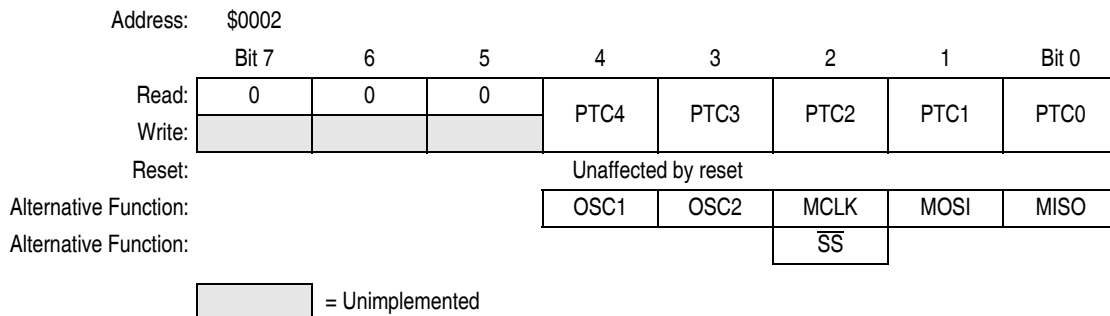 Address: $0002
Bit 7 6 5 4 3 2 1 Bit 0
Read: 0 0 0 PTC4 PTC3 PTC2 PTC1 PTC0
Write:
Reset: Unaffected by reset
Alternative Function: OSC1 OSC2 MCLK MOSI MISO
Alternative Function: S̅S̅
= Unimplemented